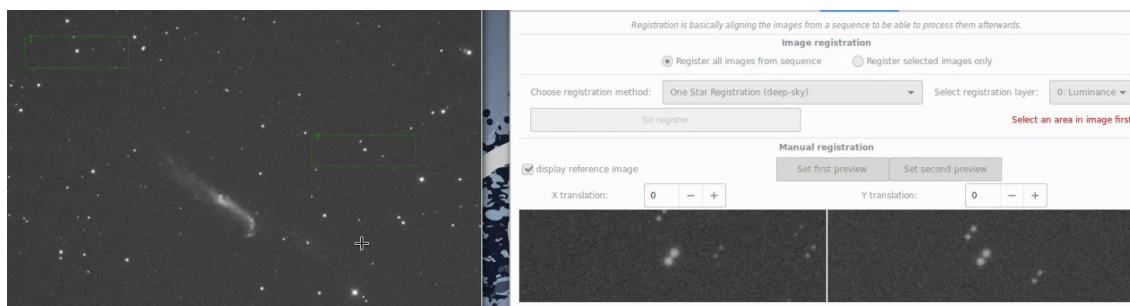 1
2
Registration is basically aligning the images from a sequence to be able to process them afterwards.
Image registration
Register all images from sequence
Register selected images only
Choose registration method:
One Star Registration (deep-sky)
Select registration layer:
0: Luminance
Go register
Select an area in image first
Manual registration
display reference image
Set first preview
Set second preview
X translation:
0
Y translation:
0